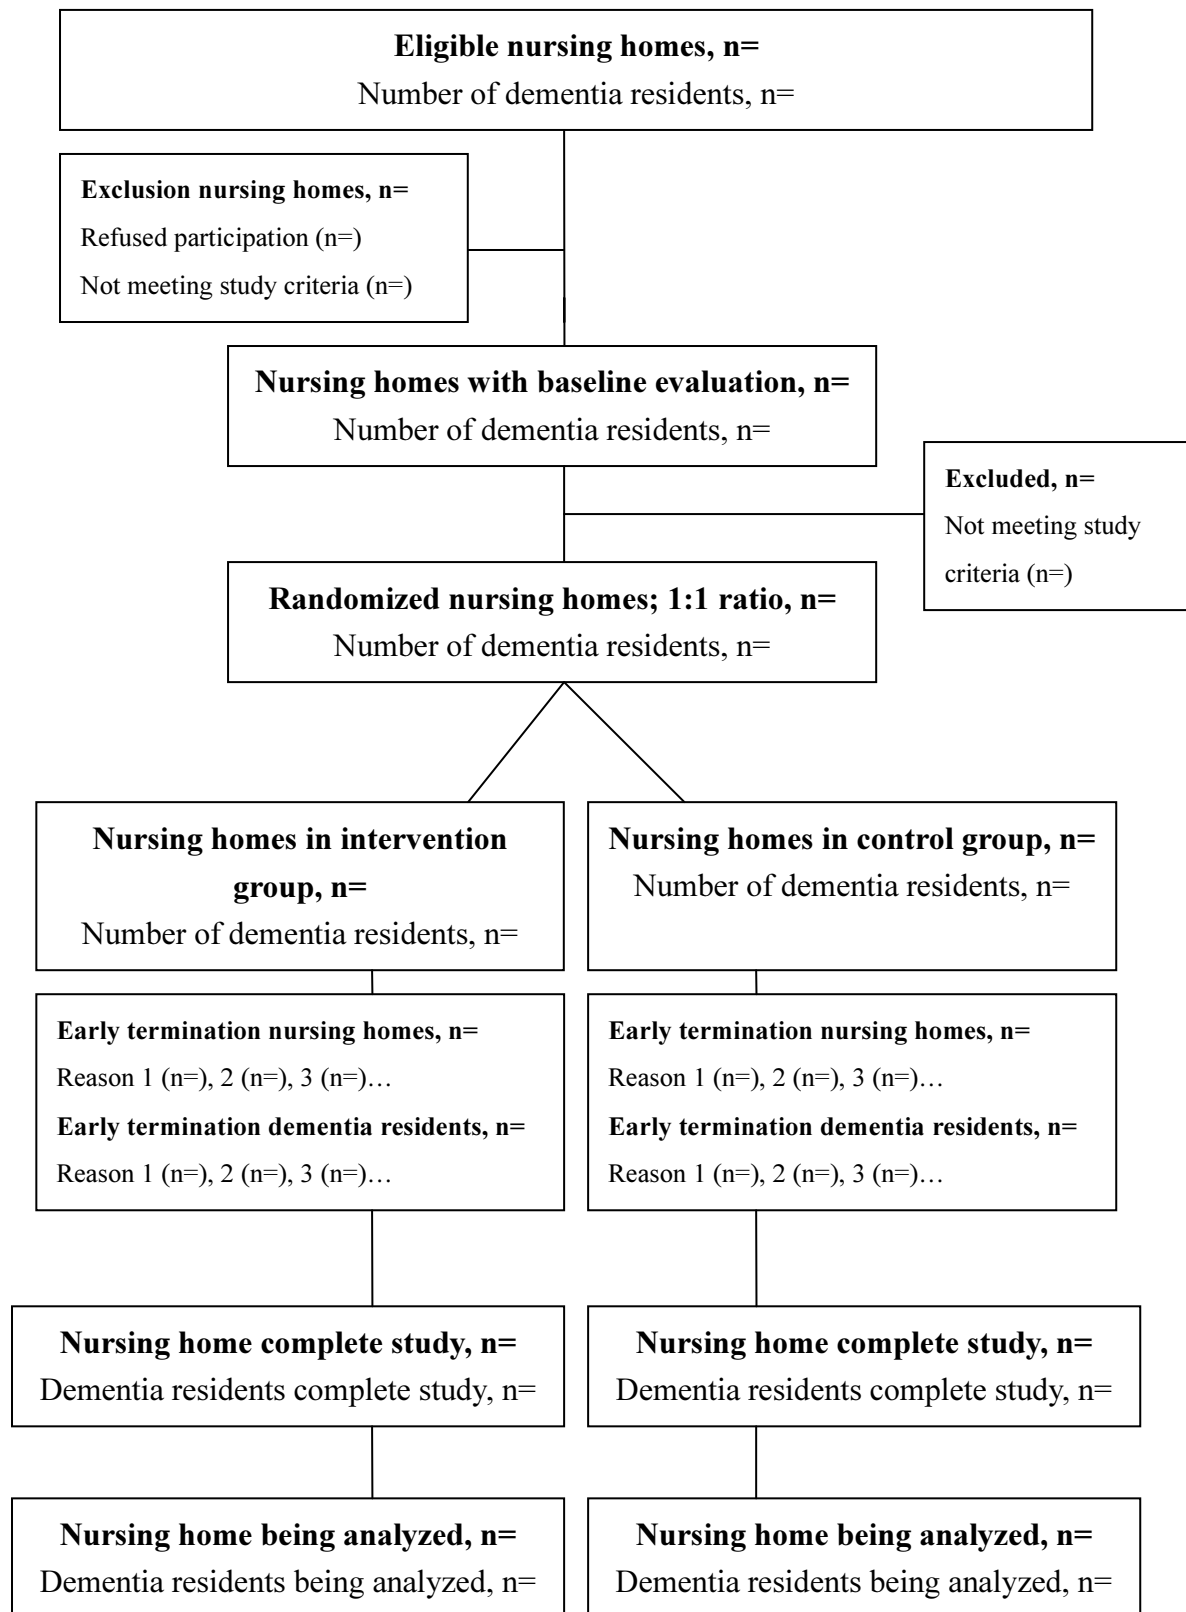 Eligible nursing homes, n=
Number of dementia residents, n=
Exclusion nursing homes, n=
Refused participation (n=)
Not meeting study criteria (n=)
Nursing homes with baseline evaluation, n=
Number of dementia residents, n=
Excluded, n=
Not meeting study
criteria (n=)
Randomized nursing homes; 1:1 ratio, n=
Number of dementia residents, n=
Nursing homes in intervention
group, n=
Number of dementia residents, n=
Nursing homes in control group, n=
Number of dementia residents, n=
Early termination nursing homes, n=
Reason 1 (n=), 2 (n=), 3 (n=)…
Early termination dementia residents, n=
Reason 1 (n=), 2 (n=), 3 (n=)…
Early termination nursing homes, n=
Reason 1 (n=), 2 (n=), 3 (n=)…
Early termination dementia residents, n=
Reason 1 (n=), 2 (n=), 3 (n=)…
Nursing home complete study, n=
Dementia residents complete study, n=
Nursing home complete study, n=
Dementia residents complete study, n=
Nursing home being analyzed, n=
Dementia residents being analyzed, n=
Nursing home being analyzed, n=
Dementia residents being analyzed, n=